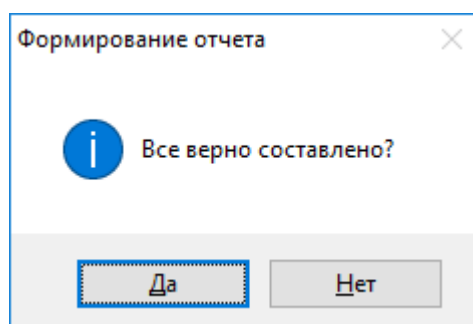 Формирование отчета
Все верно составлено?
Да
Нет